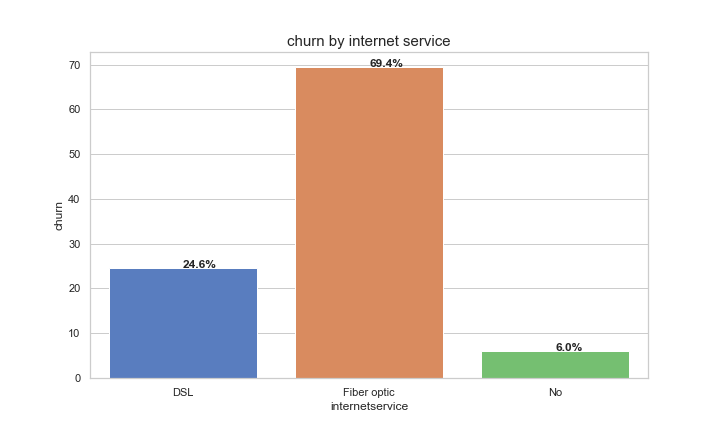 churn by internet service
70
60
50
40
30
20
10
0
churn
24.6%
69.4%
6.0%
DSL
Fiber optic
No
internetservice